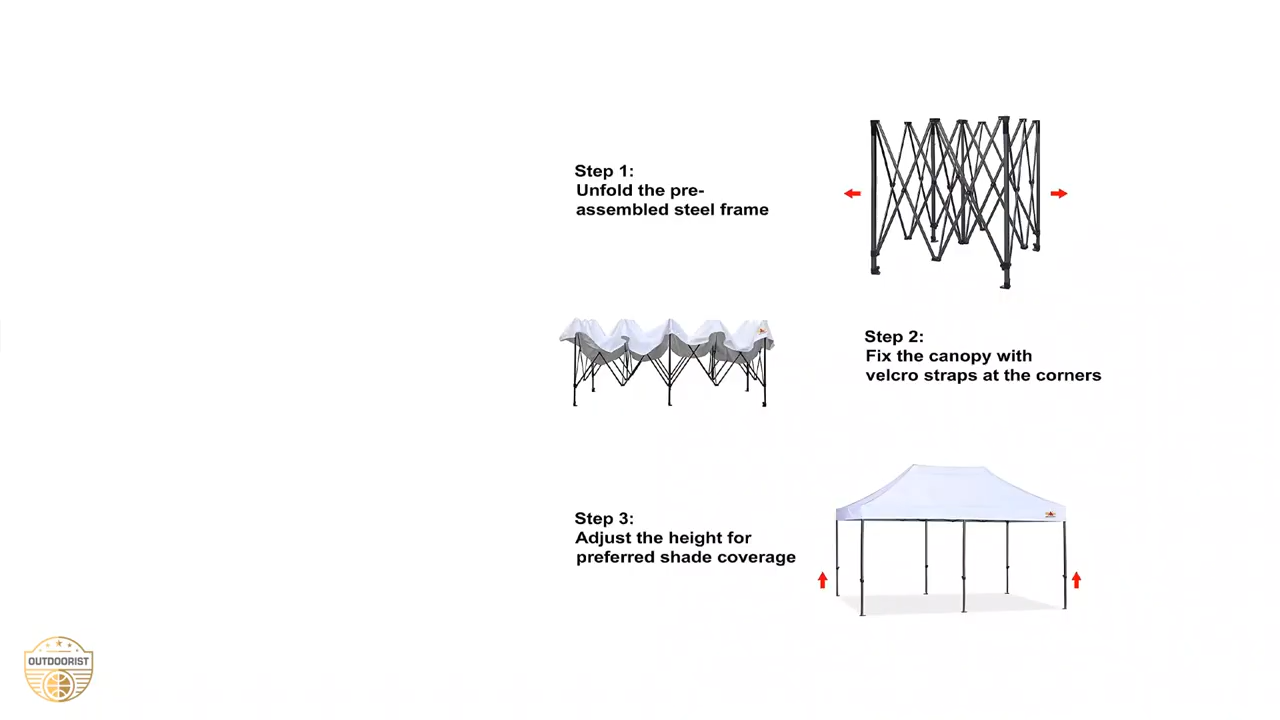 Step 1:
Unfold the pre-
assembled steel frame
Step 2:
Fix the canopy with
velcro straps at the corners
Step 3:
Adjust the height for
preferred shade coverage
OUTDOORIST